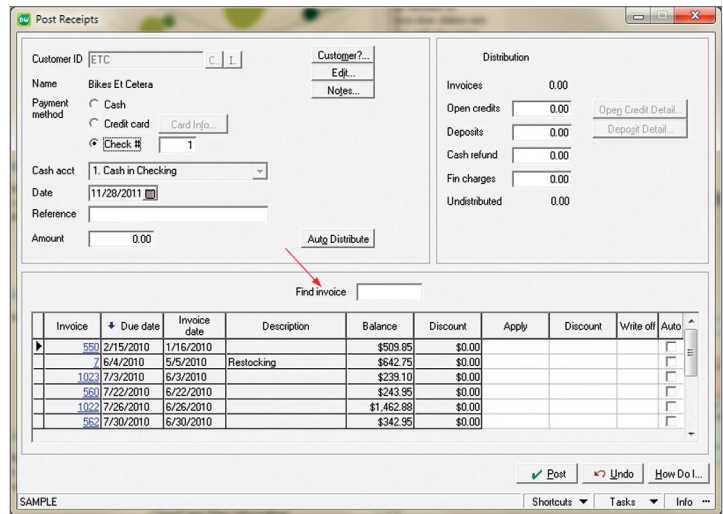 Post Receipts
Customer ID ETC C... I...
Customer?...
Edit...
Notes...
Name Bikes Et Cetera
Payment method
Cash
Credit card Card Info...
Check # 1
Cash acct 1. Cash in Checking
Date 11/28/2011
Reference
Amount 0.00 Auto Distribute
Distribution
Invoices 0.00
Open credits 0.00 Open Credit Detail...
Deposits 0.00 Deposit Detail...
Cash refund 0.00
Fin charges 0.00
Undistributed 0.00
Find invoice
Invoice Due date Invoice date Description Balance Discount Apply Discount Write off Auto
550 2/15/2010 1/16/2010 $509.85 $0.00
7 6/4/2010 5/5/2010 Restocking $642.75 $0.00
1023 7/3/2010 6/3/2010 $239.10 $0.00
560 7/22/2010 6/22/2010 $243.95 $0.00
1022 7/26/2010 6/26/2010 $1,462.88 $0.00
562 7/30/2010 6/30/2010 $342.95 $0.00
Post Undo How Do I...
SAMPLE Shortcuts Tasks Info